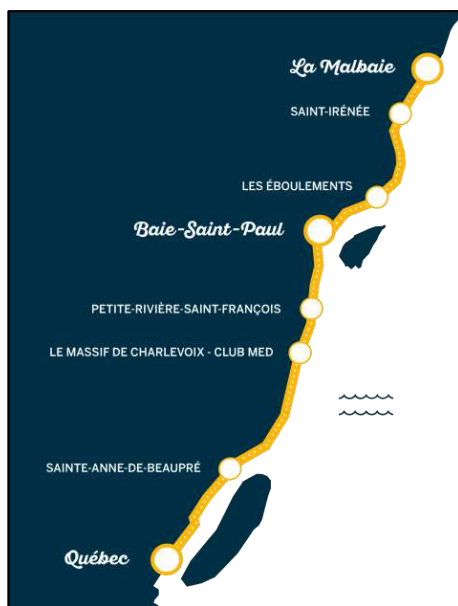 La Malbaie
SAINT-IRÉNÉE
LES ÉBOULEMENTS
Baie-Saint-Paul
PETITE-RIVIÈRE-SAINT-FRANÇOIS
LE MASSIF DE CHARLEVOIX - CLUB MED
SAINTE-ANNE-DE-BEAUPRÉ
Québec